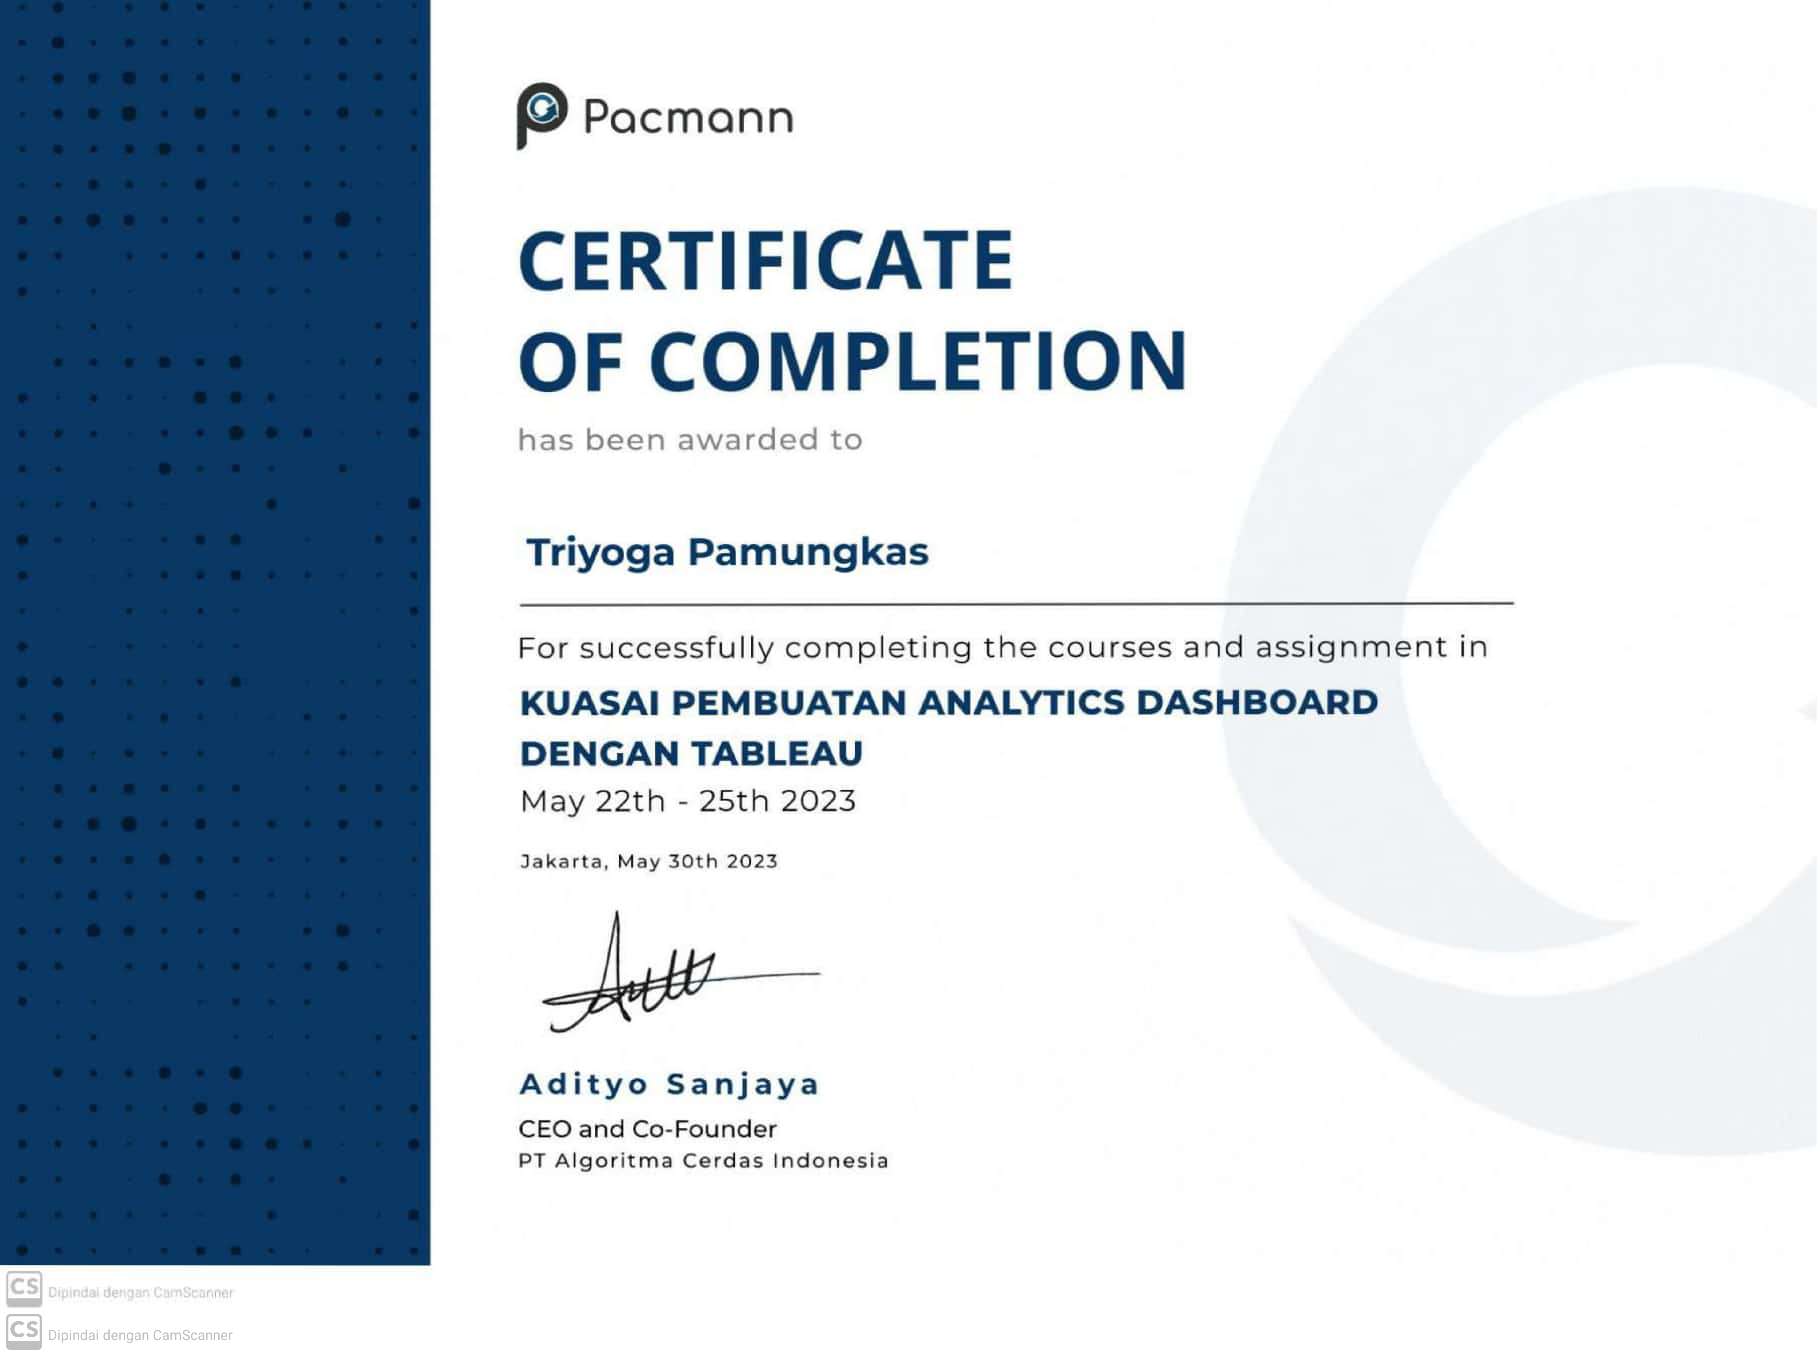 Pacmann
CERTIFICATE
OF COMPLETION
has been awarded to
Triyoga Pamungkas
For successfully completing the courses and assignment in
KUASAI PEMBUATAN ANALYTICS DASHBOARD
DENGAN TABLEAU
May 22th - 25th 2023
Jakarta, May 30th 2023
Adityo Sanjaya
CEO and Co-Founder
PT Algoritma Cerdas Indonesia
CS Dipindai dengan CamScanner
CS Dipindai dengan CamScanner